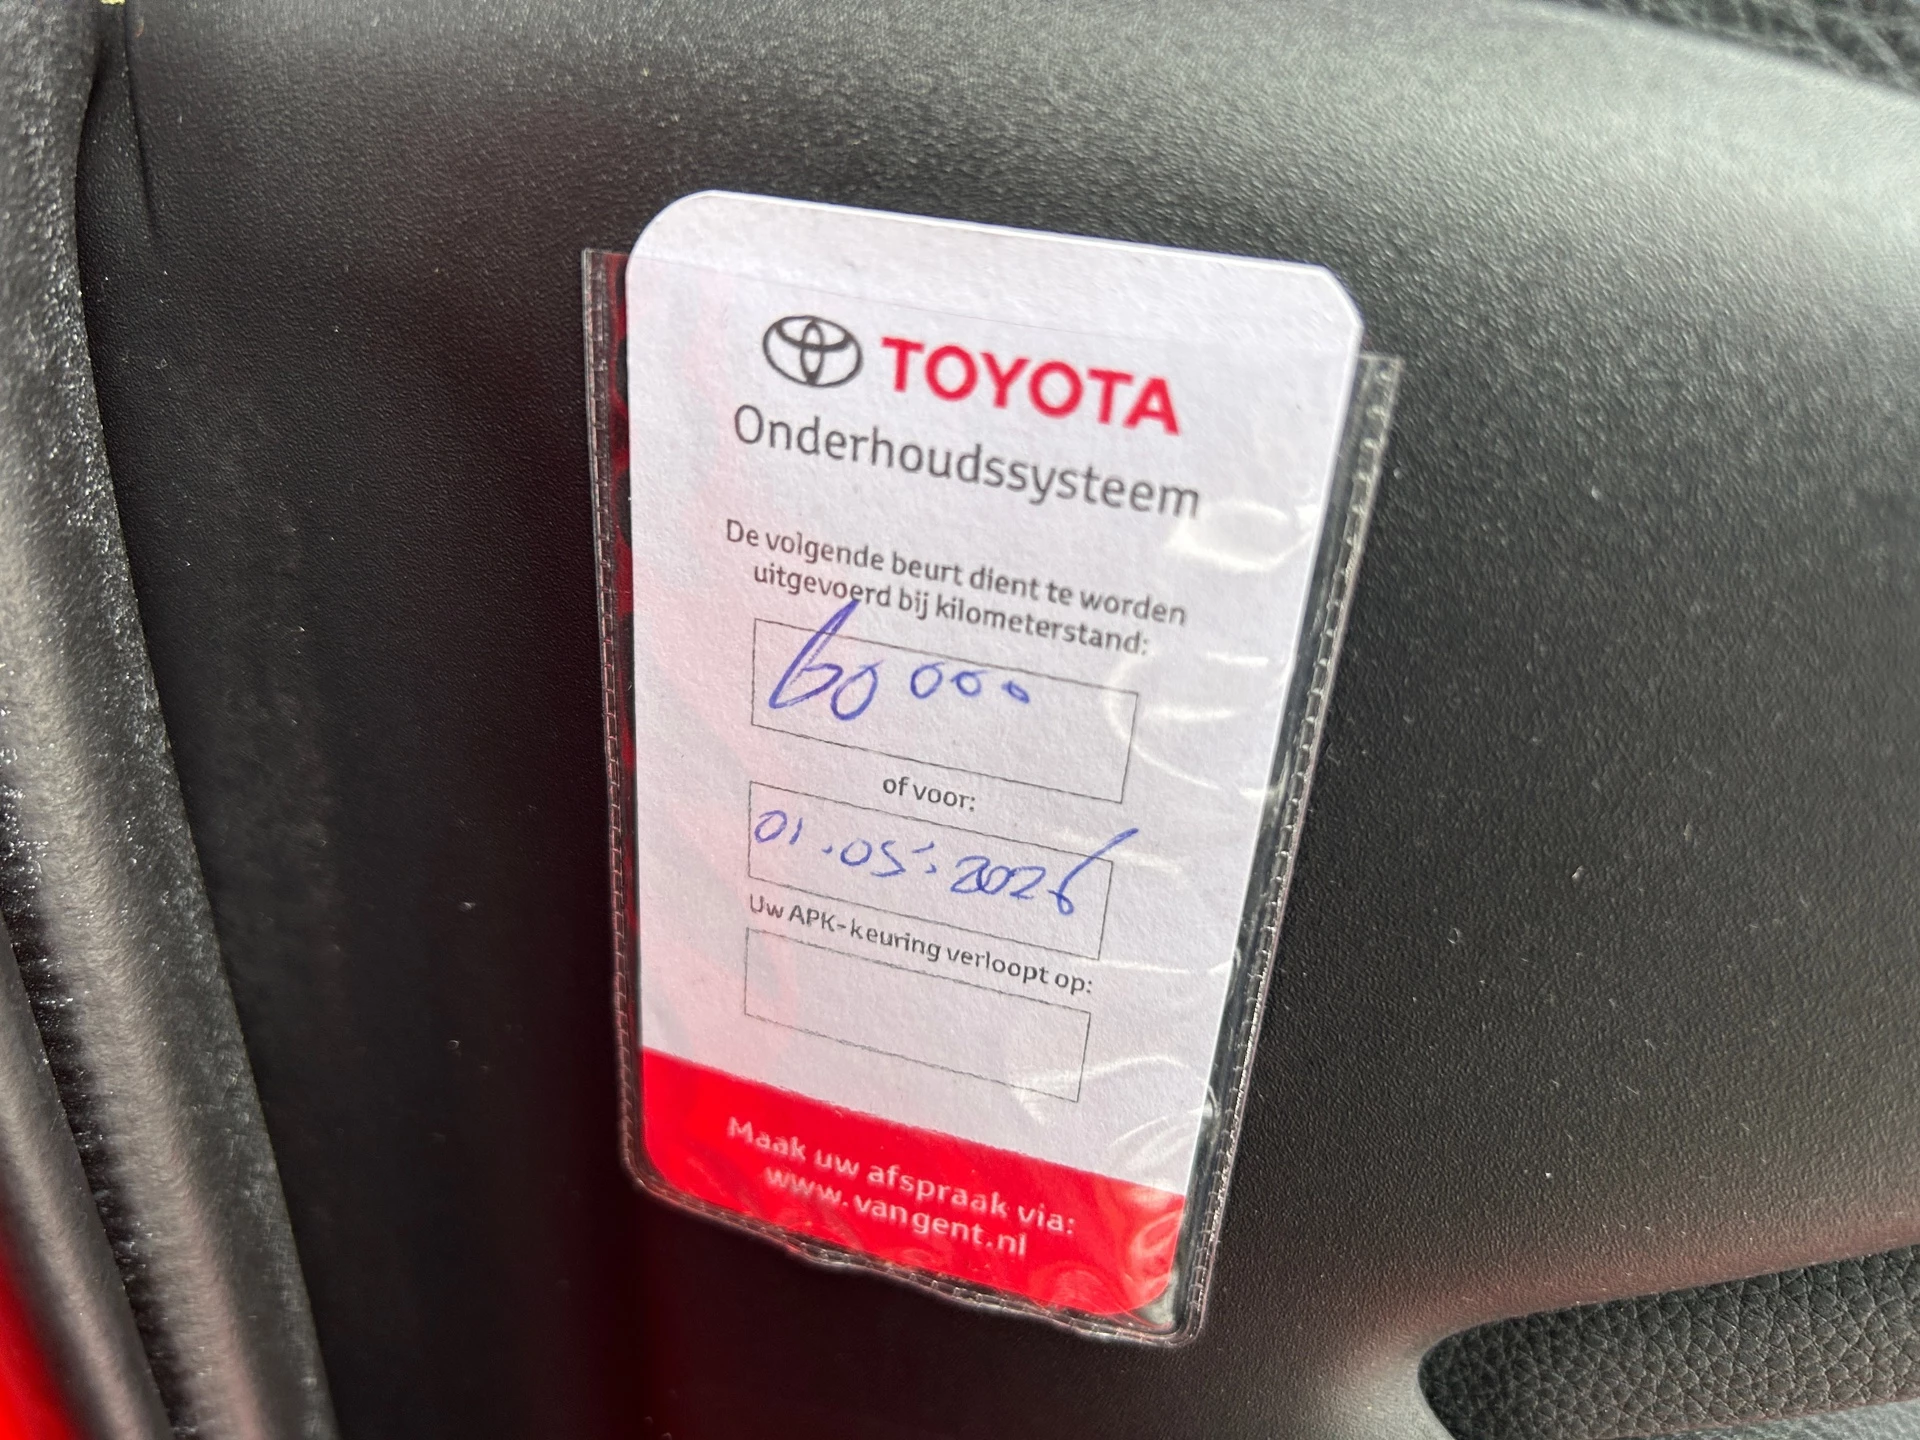 TOYOTA
Onderhoudssysteem
De volgende beurt dient te worden
uitgevoerd bij kilometerstand:
60 000
of voor:
01.05.2026
Uw APK-keuring verloopt op:
Maak uw afspraak via:
www.vangent.nl